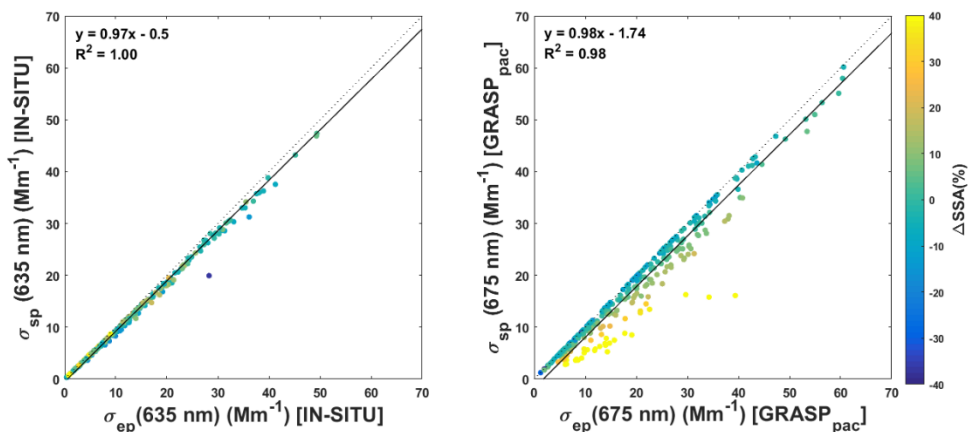 y = 0.97x - 0.5
R² = 1.00
70
60
50
40
30
20
10
0
σsp (635 nm) (Mm⁻¹) [IN-SITU]
0 10 20 30 40 50 60 70
σep(635 nm) (Mm⁻¹) [IN-SITU]
y = 0.98x - 1.74
R² = 0.98
70
60
50
40
30
20
10
0
σsp (675 nm) (Mm⁻¹) [GRASPpac]
0 10 20 30 40 50 60 70
σep(675 nm) (Mm⁻¹) [GRASPpac]
40
30
20
10
0
-10
-20
-30
-40
△SSA(%)